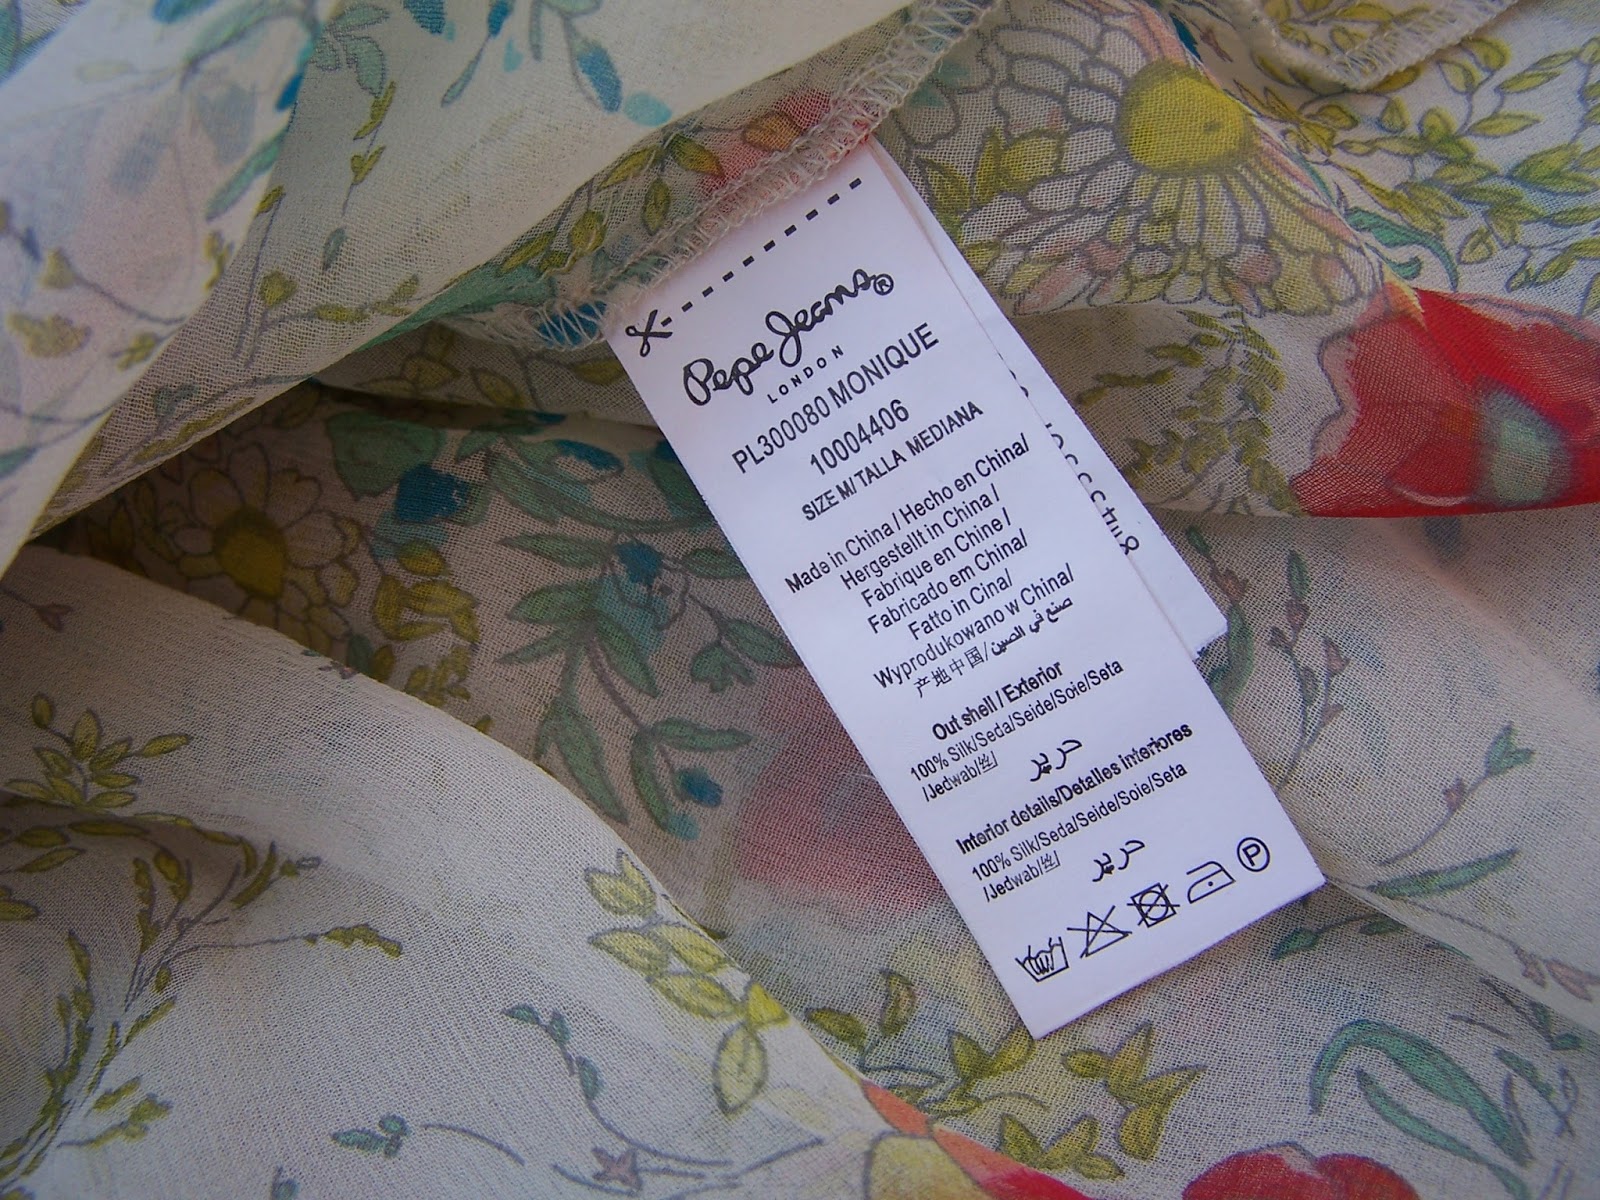 Pepe Jeans®
LONDON
PL300080 MONIQUE
10004406
SIZE M/ TALLA MEDIANA
Made in China / Hecho en China/
Hergestellt in China /
Fabrique en Chine /
Fabricado em China/
Fatto in Cina/
Wyprodukowano w China/
产地中国/صنع في الصين
Out shell / Exterior
100% Silk/Seda/Seide/Soie/Seta
/Jedwab/丝/ حرير
Interior details/Detalles interiores
100% Silk/Seda/Seide/Soie/Seta
/Jedwab/丝/ حرير
P